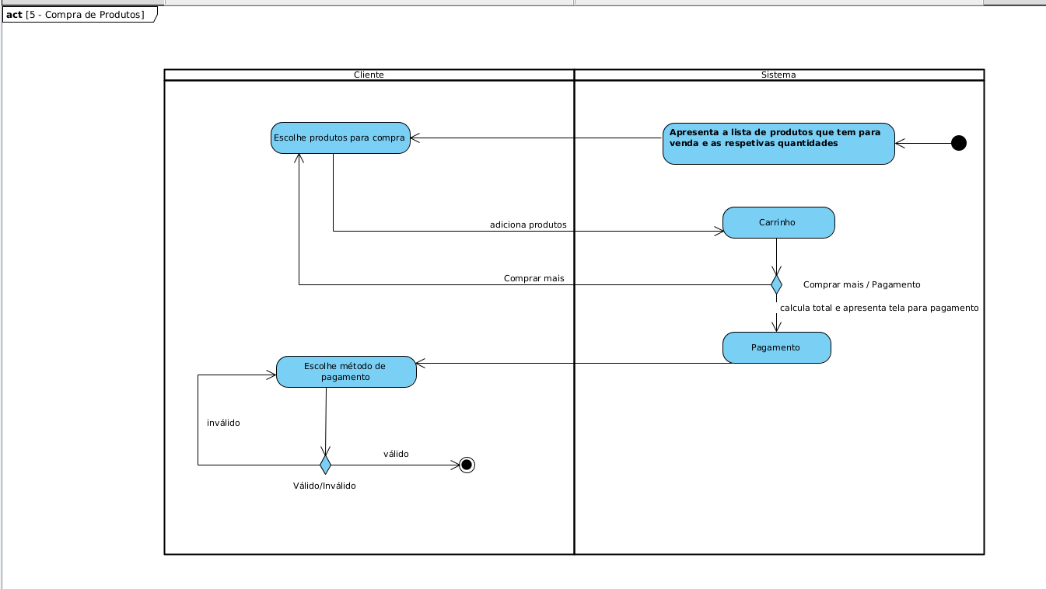 act [5 - Compra de Produtos]
Cliente
Sistema
Escolhe produtos para compra
Apresenta a lista de produtos que tem para
venda e as respetivas quantidades
adiciona produtos
Carrinho
Comprar mais
Comprar mais / Pagamento
calcula total e apresenta tela para pagamento
Pagamento
Escolhe método de
pagamento
inválido
válido
Válido/Inválido